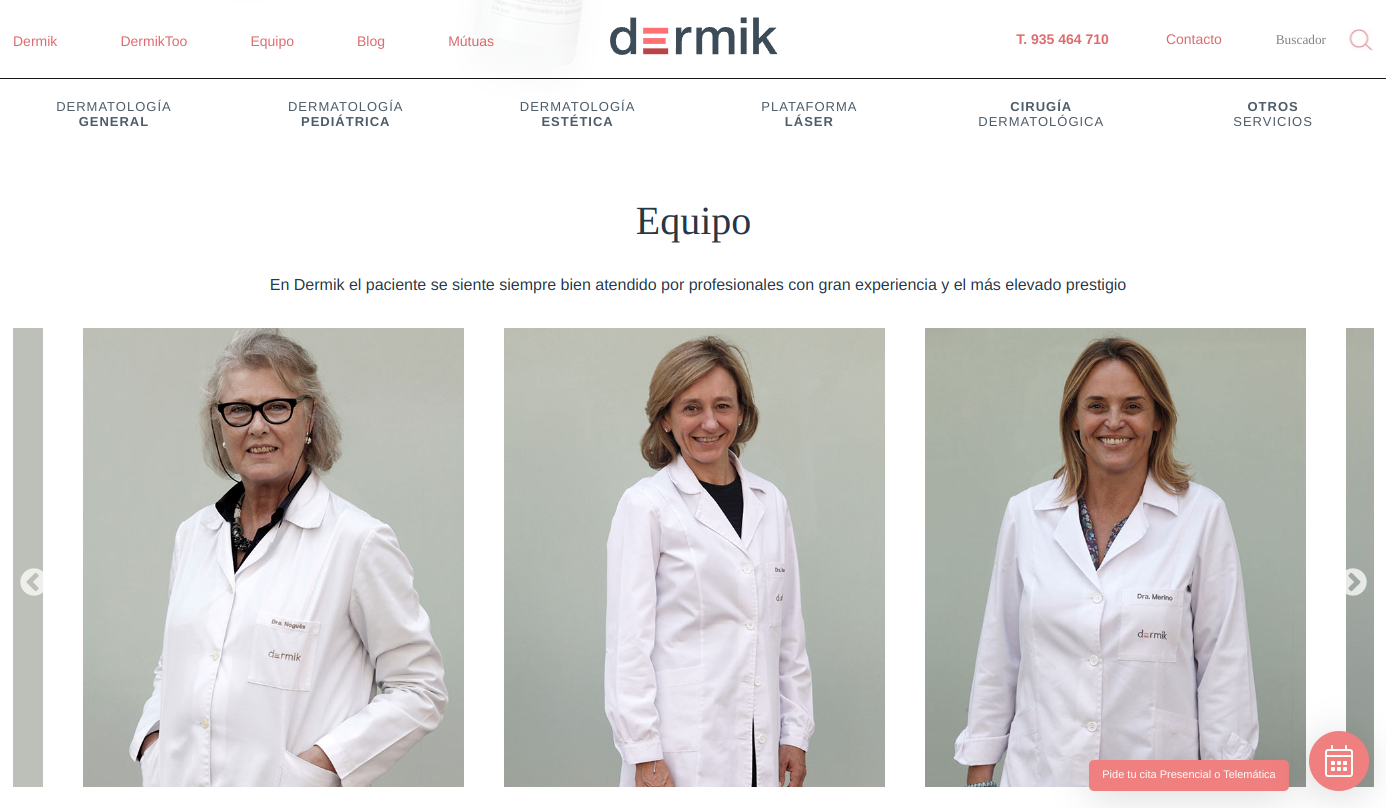 Dermik
DermikToo
Equipo
Blog
Mútuas
dermik
T. 935 464 710
Contacto
Buscador
DERMATOLOGÍA
GENERAL
DERMATOLOGÍA
PEDIÁTRICA
DERMATOLOGÍA
ESTÉTICA
PLATAFORMA
LÁSER
CIRUGÍA
DERMATOLÓGICA
OTROS
SERVICIOS
Equipo
En Dermik el paciente se siente siempre bien atendido por profesionales con gran experiencia y el más elevado prestigio
Dra. Nogués
dermik
Dra. Merino
dermik
Pide tu cita Presencial o Telemática